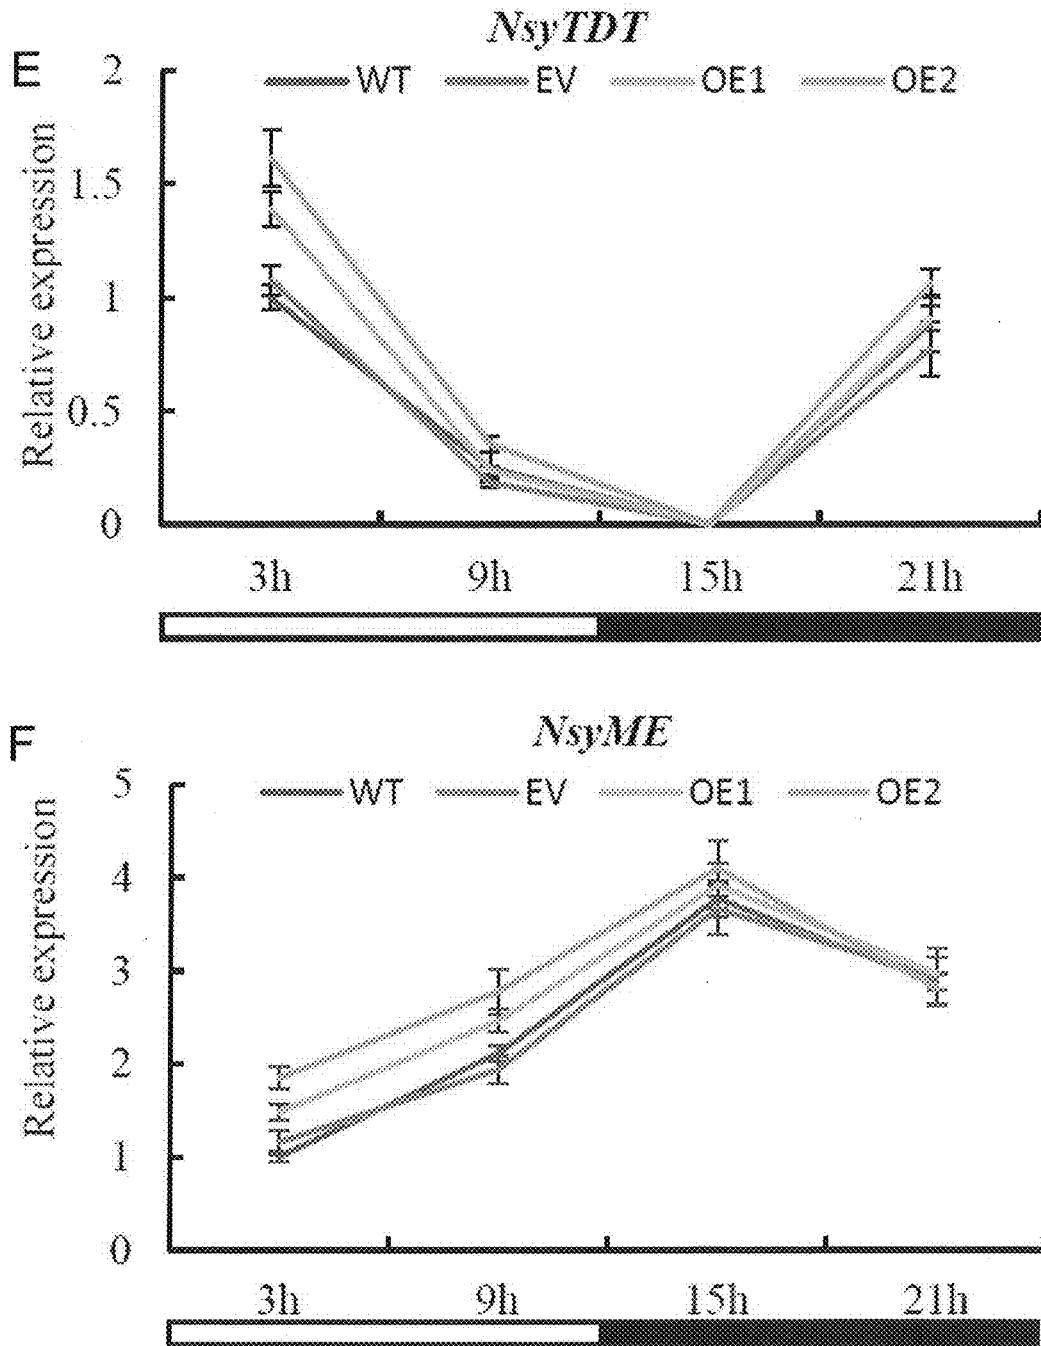 E
NsyTDT
WT EV OE1 OE2
Relative expression
2
1.5
1
0.5
0
3h 9h 15h 21h
F
NsyME
WT EV OE1 OE2
Relative expression
5
4
3
2
1
0
3h 9h 15h 21h